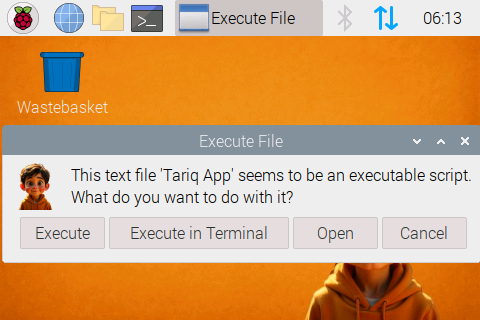 Execute File
06:13
Wastebasket
Execute File
This text file 'Tariq App' seems to be an executable script.
What do you want to do with it?
Execute
Execute in Terminal
Open
Cancel